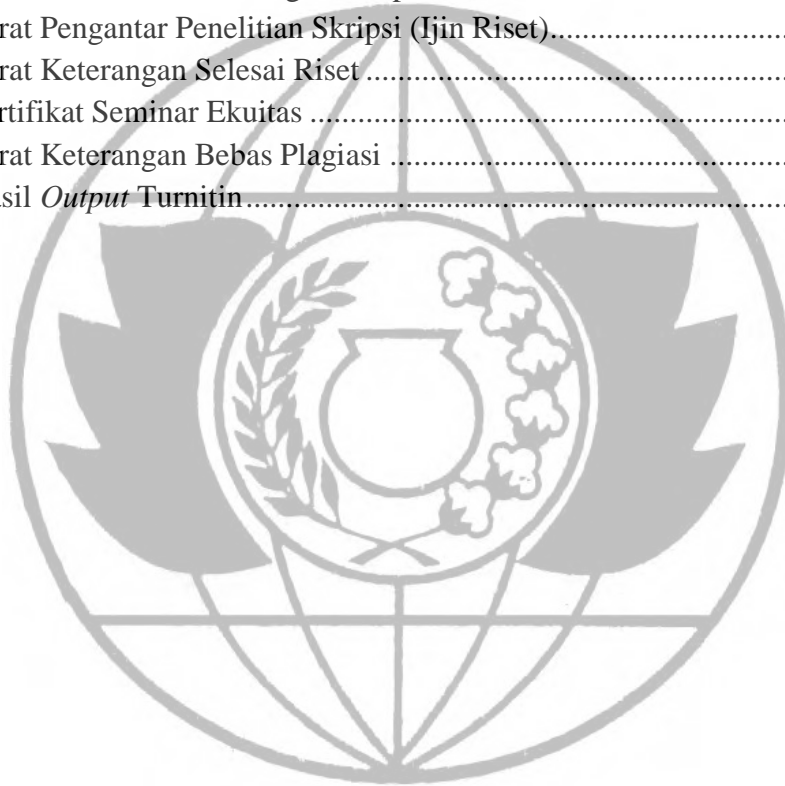 rat Pengantar Penelitian Skripsi (Ijin Riset).......................................
rat Keterangan Selesai Riset .......................................................
rtifikat Seminar Ekuitas ..............................................................
rat Keterangan Bebas Plagiasi ....................................................
sil Output Turnitin.......................................................................